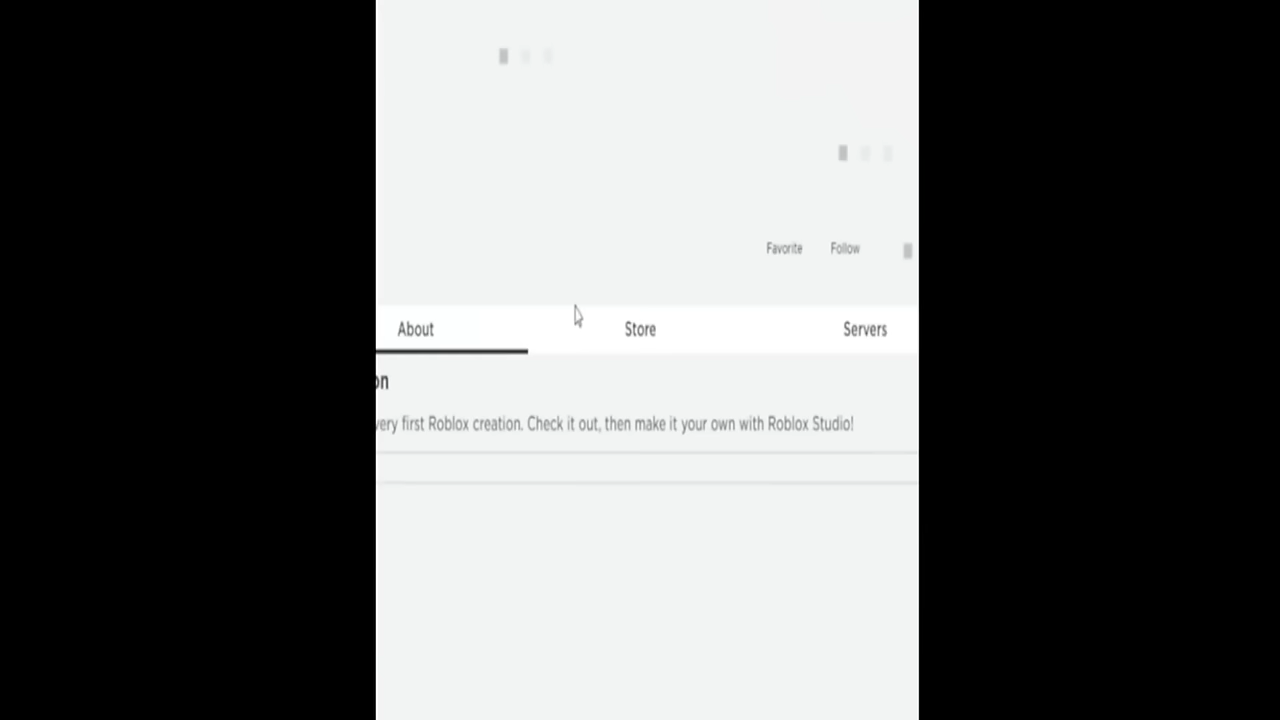 Favorite Follow
About Store Servers
on
very first Roblox creation. Check it out, then make it your own with Roblox Studio!